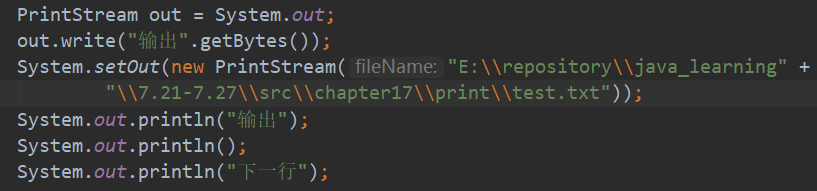 PrintStream out = System.out;
out.write("输出".getBytes());
System.setOut(new PrintStream( fileName: "E:\\repository\\java_learning" +
"\\7.21-7.27\\src\\chapter17\\print\\test.txt"));
System.out.println("输出");
System.out.println();
System.out.println("下一行");